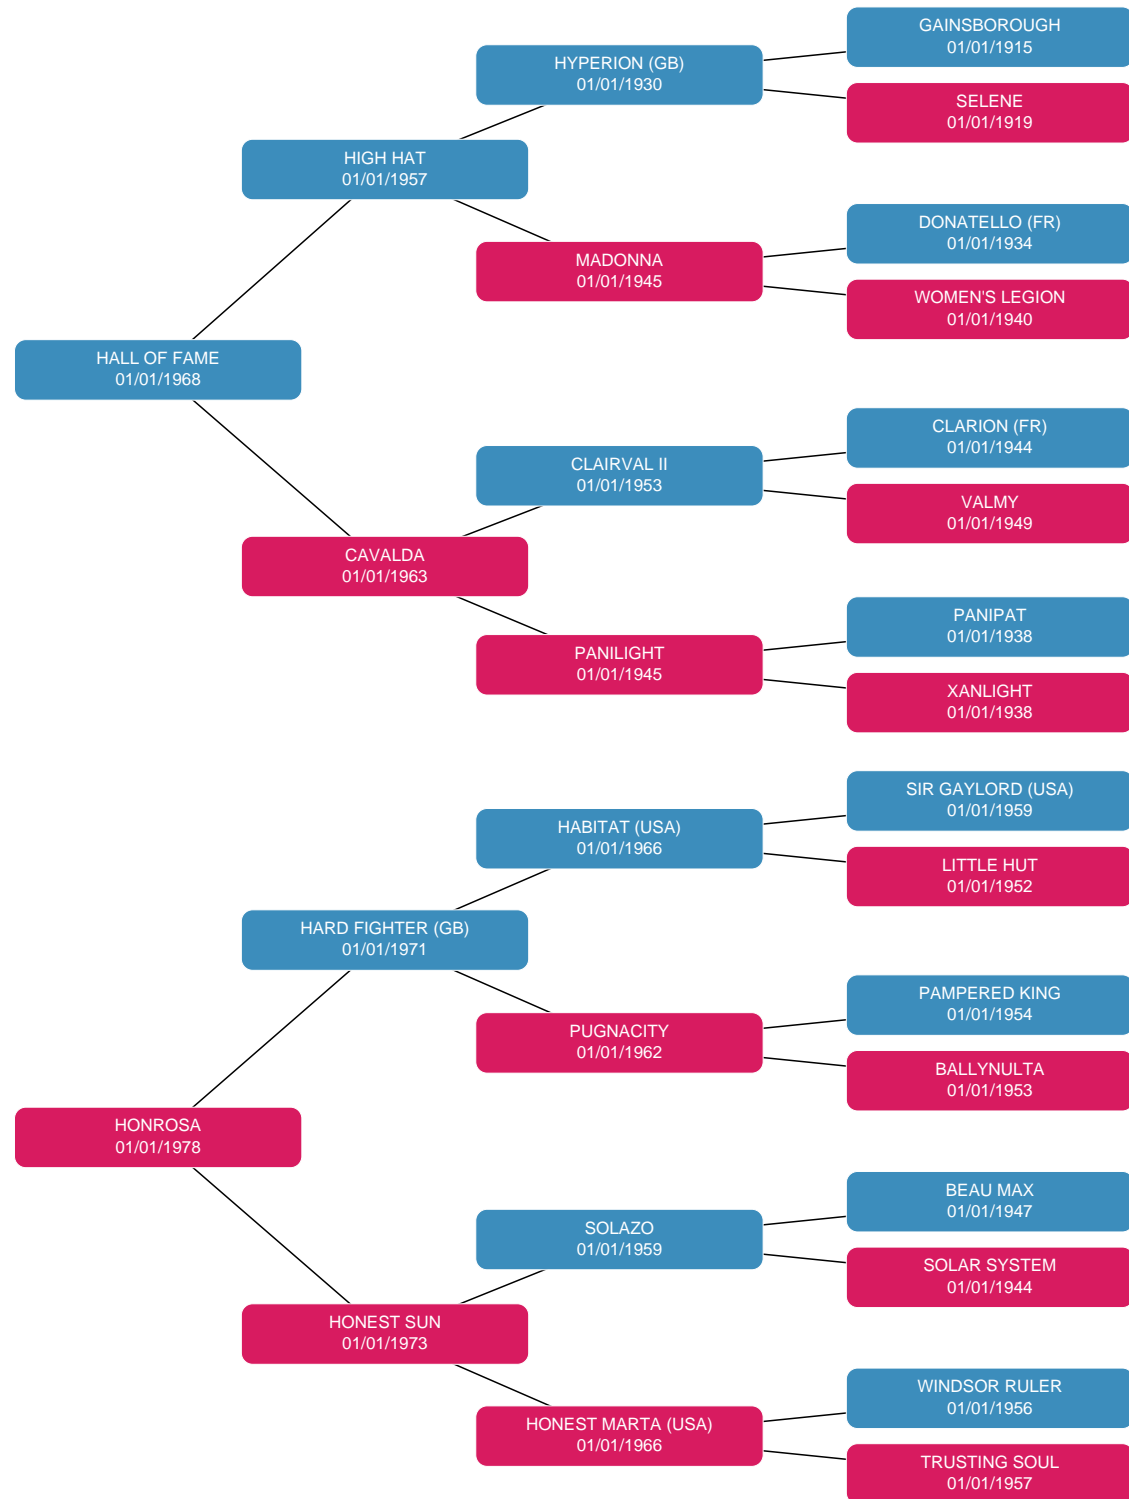 GAINSBOROUGH
01/01/1915
HYPERION (GB)
01/01/1930
SELENE
01/01/1919
HIGH HAT
01/01/1957
DONATELLO (FR)
01/01/1934
MADONNA
01/01/1945
WOMEN'S LEGION
01/01/1940
HALL OF FAME
01/01/1968
CLARION (FR)
01/01/1944
CLAIRVAL II
01/01/1953
VALMY
01/01/1949
CAVALDA
01/01/1963
PANIPAT
01/01/1938
PANILIGHT
01/01/1945
XANLIGHT
01/01/1938
SIR GAYLORD (USA)
01/01/1959
HABITAT (USA)
01/01/1966
LITTLE HUT
01/01/1952
HARD FIGHTER (GB)
01/01/1971
PAMPERED KING
01/01/1954
PUGNACITY
01/01/1962
BALLYNULTA
01/01/1953
HONROSA
01/01/1978
BEAU MAX
01/01/1947
SOLAZO
01/01/1959
SOLAR SYSTEM
01/01/1944
HONEST SUN
01/01/1973
WINDSOR RULER
01/01/1956
HONEST MARTA (USA)
01/01/1966
TRUSTING SOUL
01/01/1957